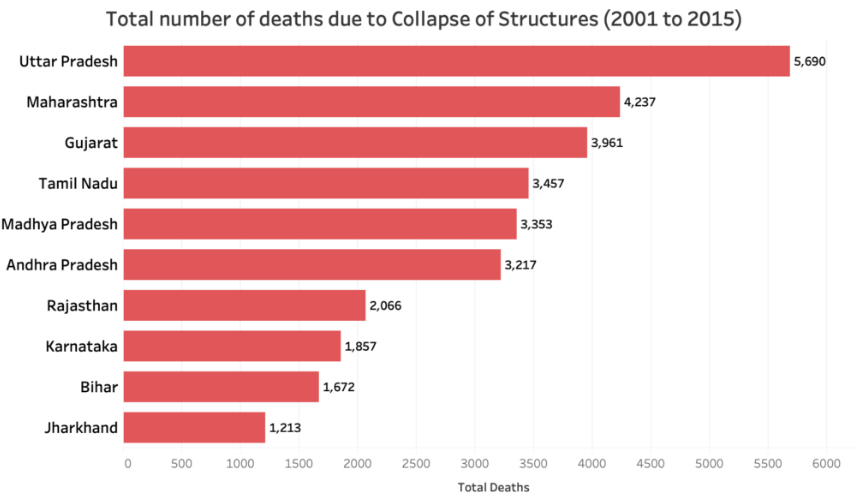 Total number of deaths due to Collapse of Structures (2001 to 2015)
Uttar Pradesh 5,690
Maharashtra 4,237
Gujarat 3,961
Tamil Nadu 3,457
Madhya Pradesh 3,353
Andhra Pradesh 3,217
Rajasthan 2,066
Karnataka 1,857
Bihar 1,672
Jharkhand 1,213
0 500 1000 1500 2000 2500 3000 3500 4000 4500 5000 5500 6000
Total Deaths